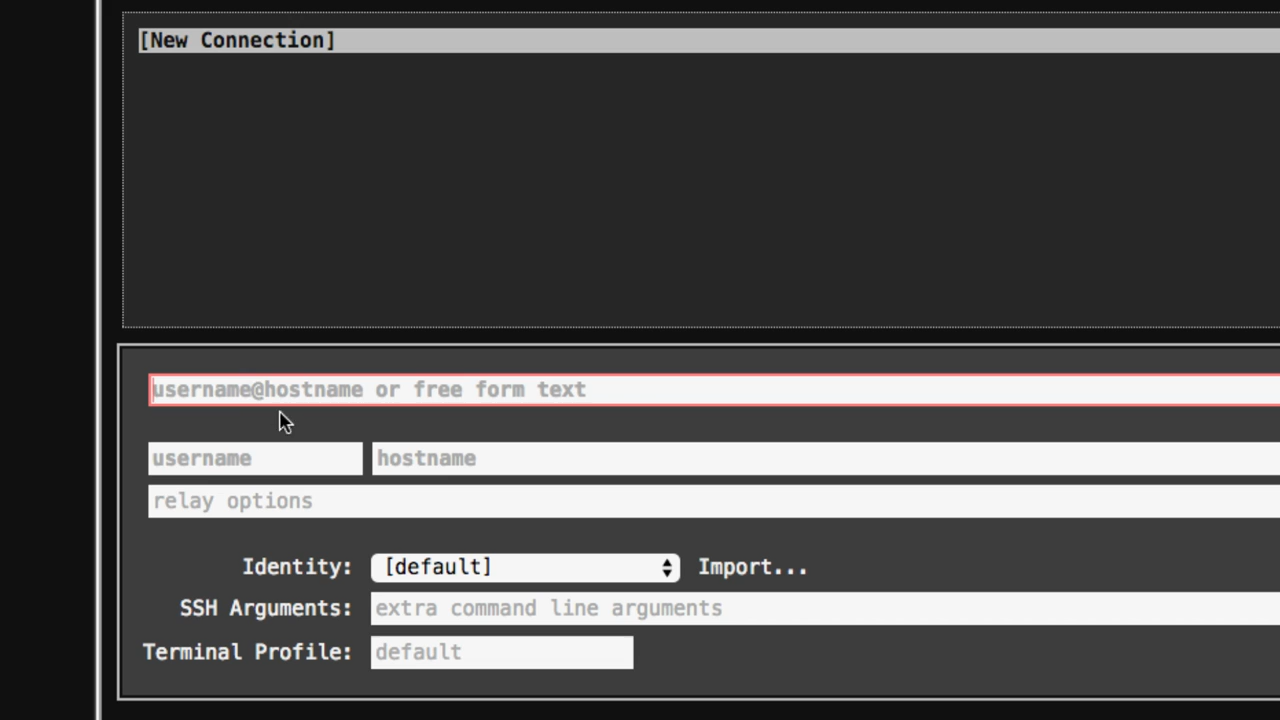 [New Connection]
username@hostname or free form text
username hostname
relay options
Identity: [default] Import...
SSH Arguments: extra command line arguments
Terminal Profile: default